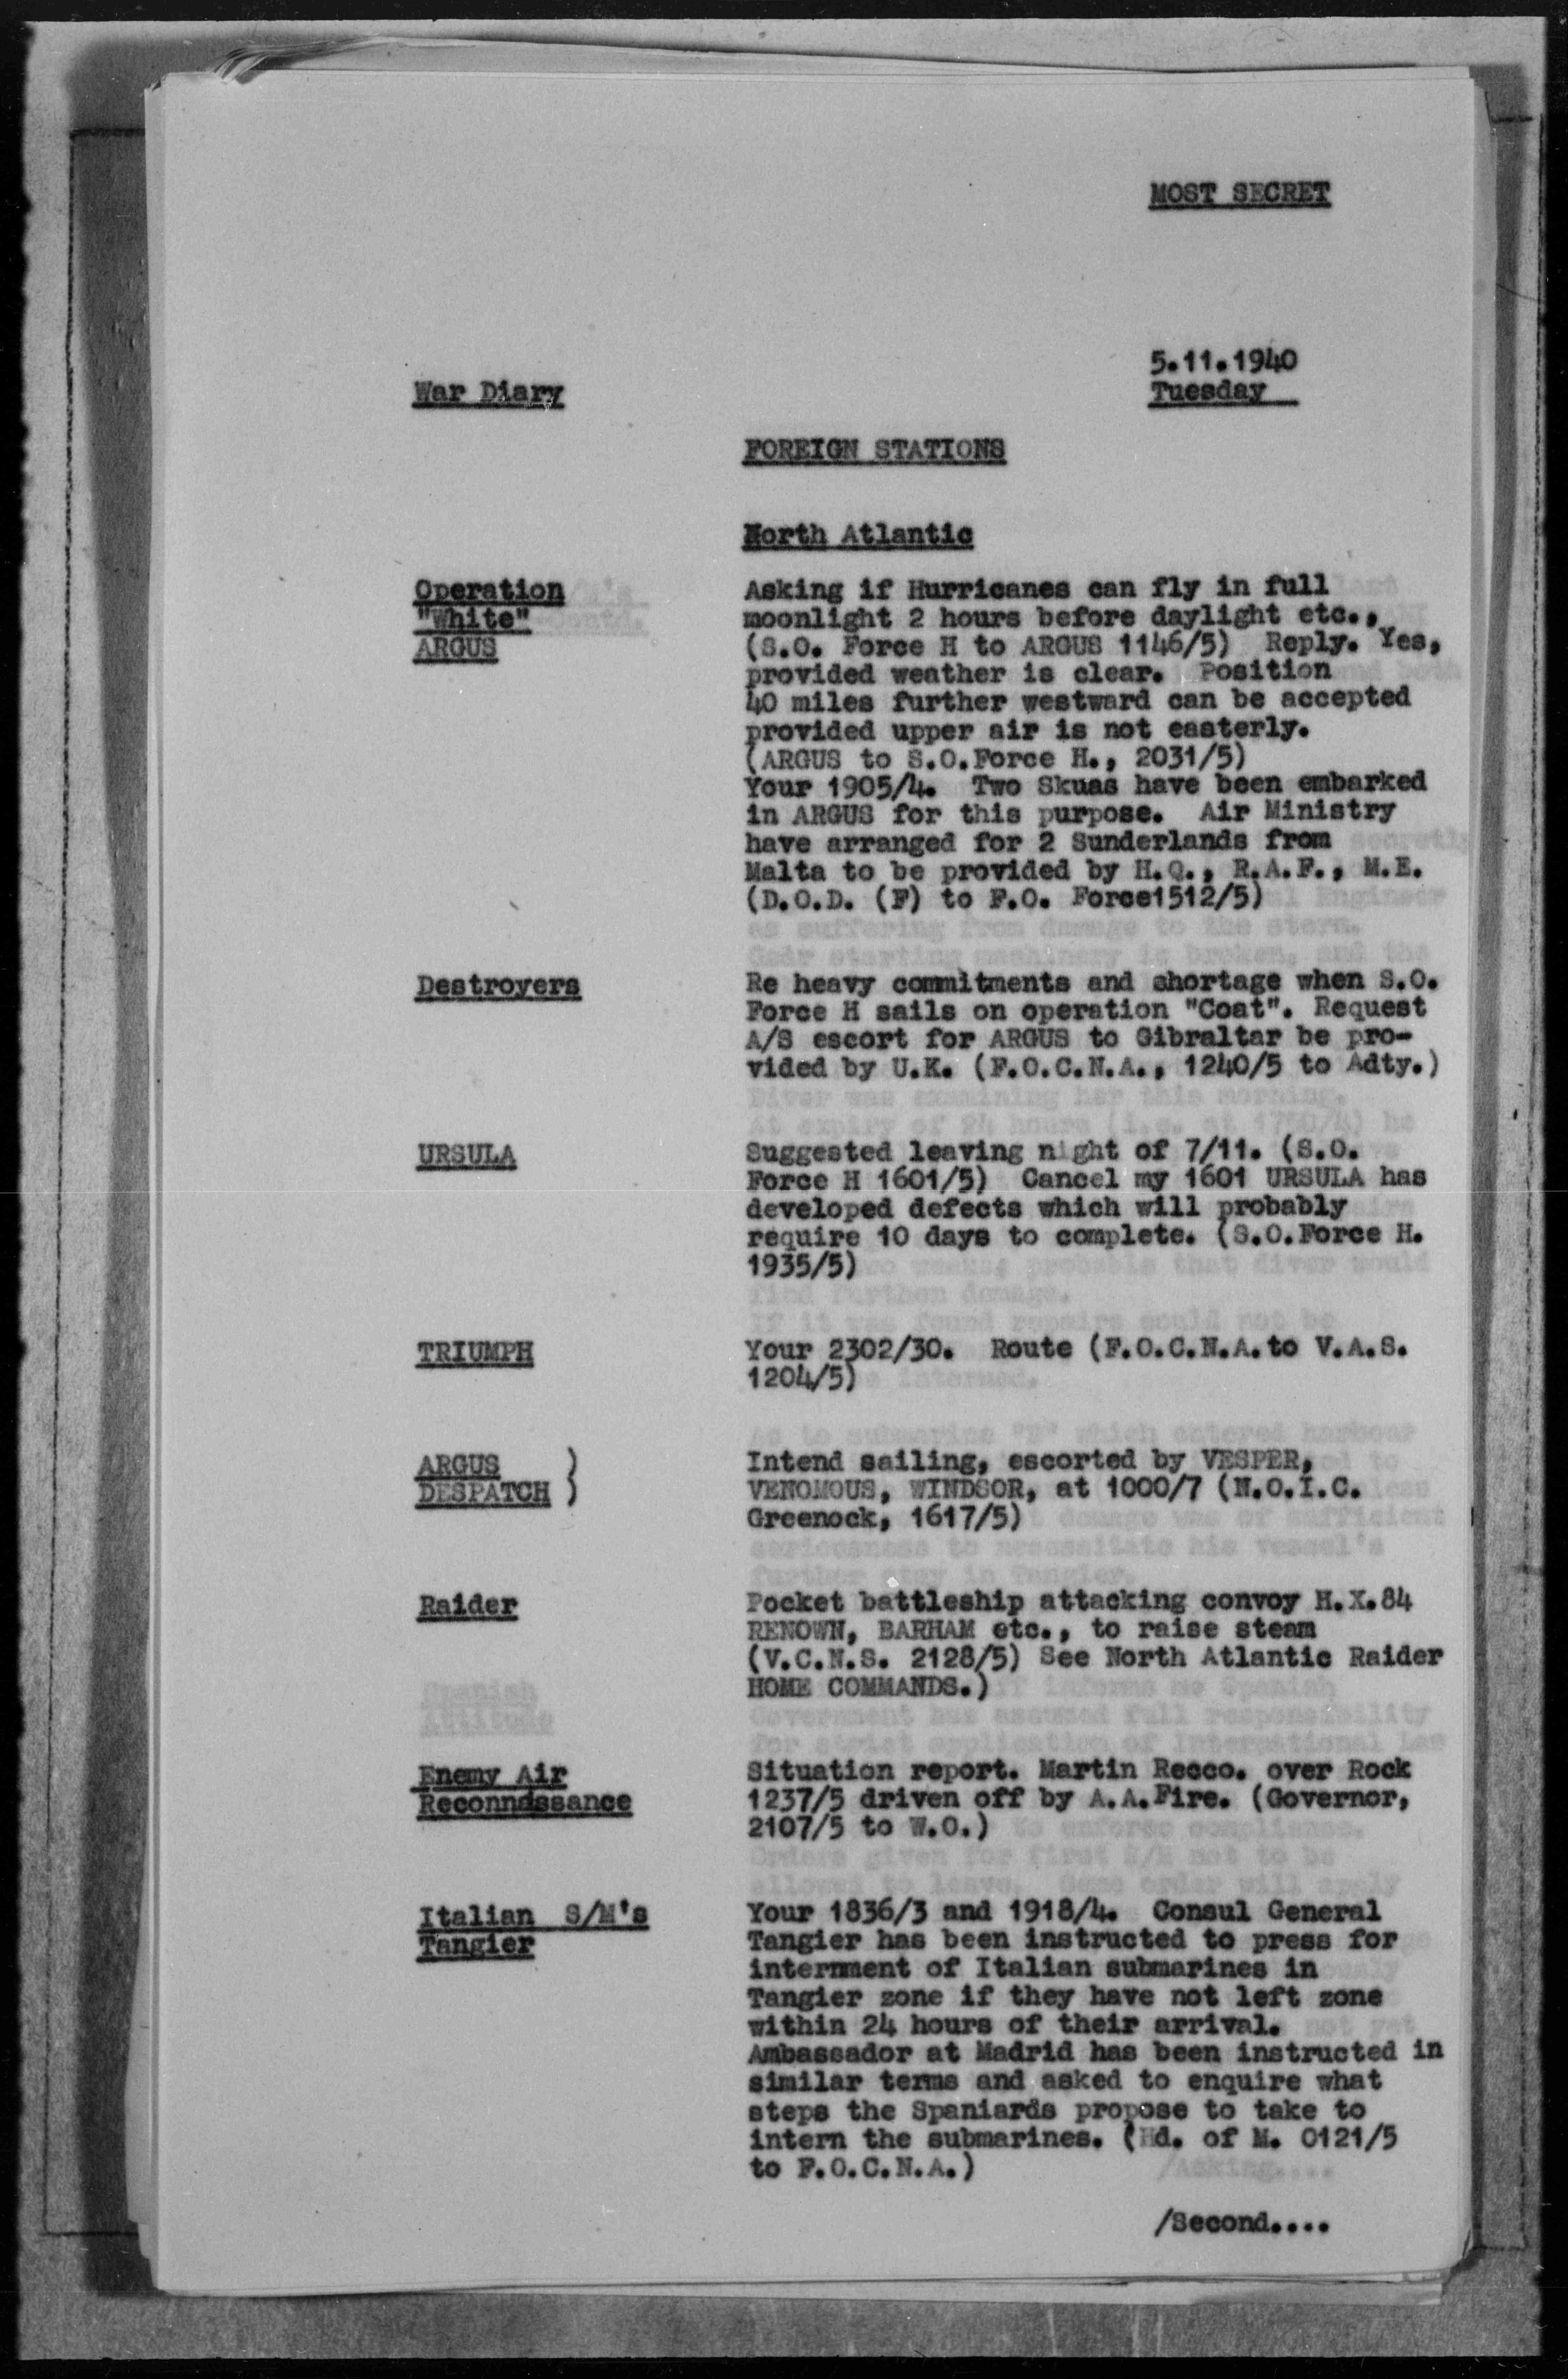 MOST SECRET
5.11.1940
War Diary
Tuesday
FOREIGN STATIONS
North Atlantic
Operation
"White"
ARGUS
Asking if Hurricanes can fly in full
moonlight 2 hours before daylight etc.,
(S.O. Force H to ARGUS 1146/5) Reply. Yes,
provided weather is clear. Position
40 miles further westward can be accepted
provided upper air is not easterly.
(ARGUS to S.O.Force H., 2031/5)
Your 1905/4. Two Skuas have been embarked
in ARGUS for this purpose. Air Ministry
have arranged for 2 Sunderlands from
Malta to be provided by H.Q., R.A.F., M.E.
(D.O.D. (F) to F.O. Force1512/5)
Destroyers
Re heavy commitments and shortage when S.O.
Force H sails on operation "Coat". Request
A/S escort for ARGUS to Gibraltar be pro-
vided by U.K. (F.O.C.N.A., 1240/5 to Adty.)
URSULA
Suggested leaving night of 7/11. (S.O.
Force H 1601/5) Cancel my 1601 URSULA has
developed defects which will probably
require 10 days to complete. (S.O.Force H.
1935/5)
TRIUMPH
Your 2302/30. Route (F.O.C.N.A.to V.A.S.
1204/5)
ARGUS )
DESPATCH )
Intend sailing, escorted by VESPER,
VENOMOUS, WINDSOR, at 1000/7 (N.O.I.C.
Greenock, 1617/5)
Raider
Pocket battleship attacking convoy H.X.84
RENOWN, BARHAM etc., to raise steam
(V.C.N.S. 2128/5) See North Atlantic Raider
HOME COMMANDS.)
Enemy Air
Reconnassance
Situation report. Martin Recco. over Rock
1237/5 driven off by A.A.Fire. (Governor,
2107/5 to W.O.)
Italian S/M's
Tangier
Your 1836/3 and 1918/4. Consul General
Tangier has been instructed to press for
internment of Italian submarines in
Tangier zone if they have not left zone
within 24 hours of their arrival.
Ambassador at Madrid has been instructed in
similar terms and asked to enquire what
steps the Spaniards propose to take to
intern the submarines. (Hd. of M. 0121/5
to F.O.C.N.A.)
/Second....